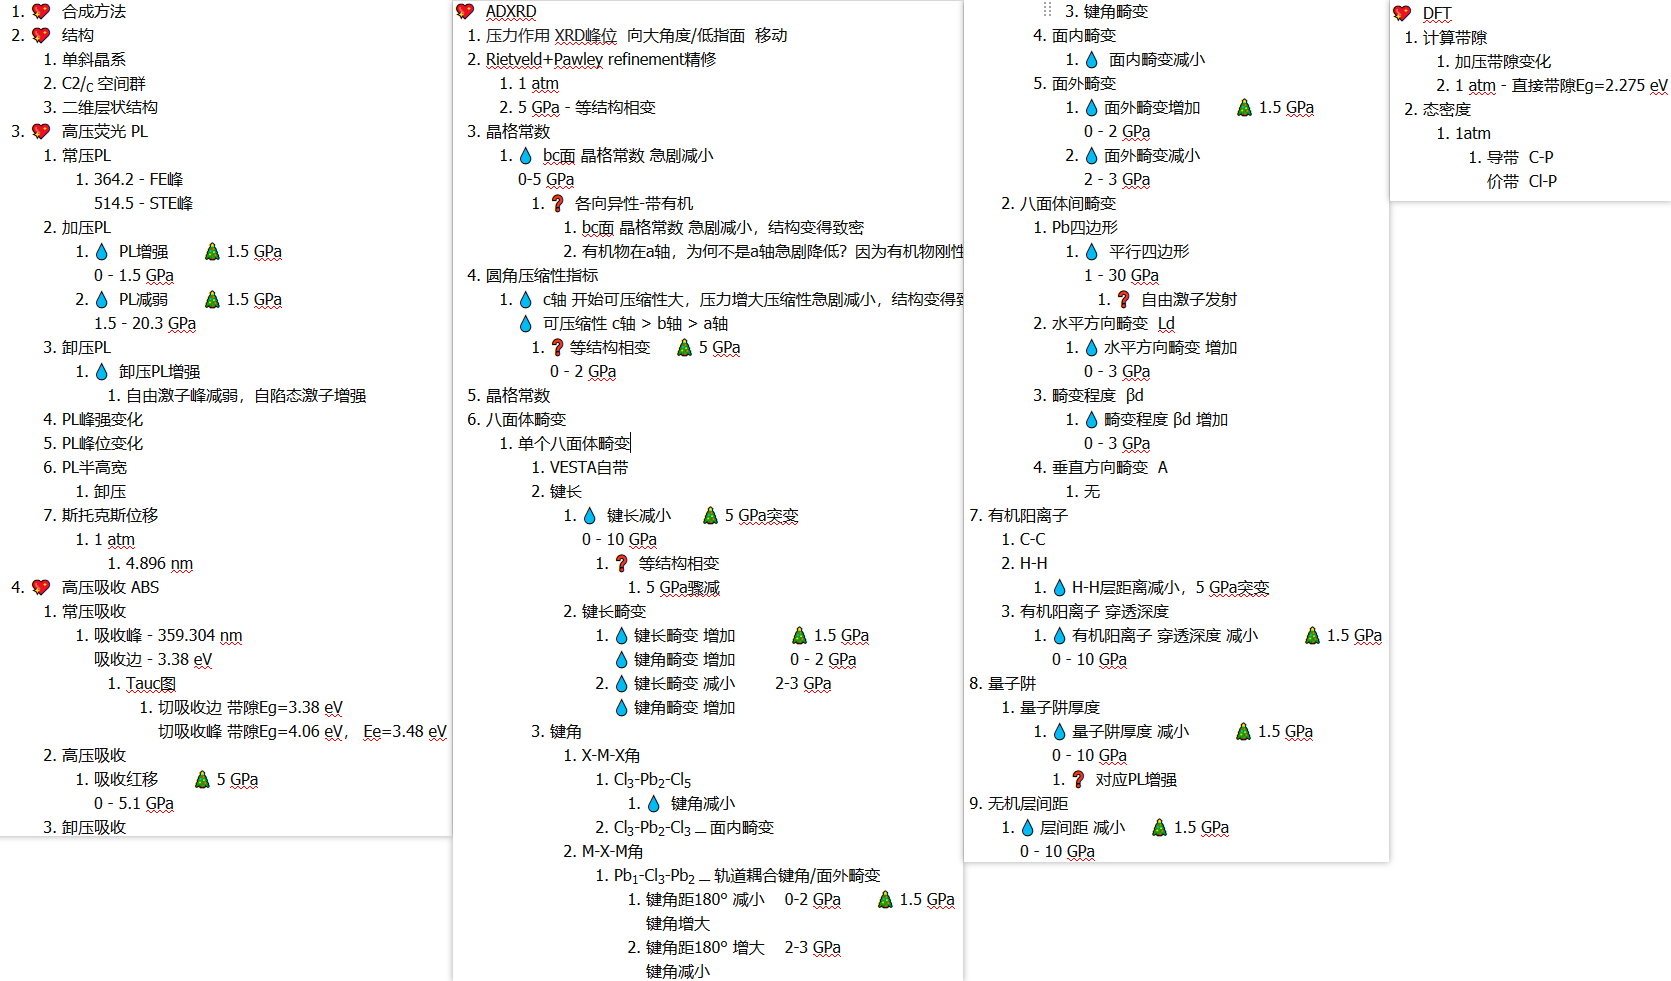 1. 💖 合成方法
2. 💖 结构
1. 单斜晶系
2. C2/c 空间群
3. 二维层状结构
3. 💖 高压荧光 PL
1. 常压PL
1. 364.2 - FE峰
514.5 - STE峰
2. 加压PL
1. 💧 PL增强 🎄 1.5 GPa
0 - 1.5 GPa
2. 💧 PL减弱 🎄 1.5 GPa
1.5 - 20.3 GPa
3. 卸压PL
1. 💧 卸压PL增强
1. 自由激子峰减弱，自陷态激子增强
4. PL峰强变化
5. PL峰位变化
6. PL半高宽
1. 卸压
7. 斯托克斯位移
1. 1 atm
1. 4.896 nm
4. 💖 高压吸收 ABS
1. 常压吸收
1. 吸收峰 - 359.304 nm
吸收边 - 3.38 eV
1. Tauc图
1. 切吸收边 带隙Eg=3.38 eV
切吸收峰 带隙Eg=4.06 eV， Ee=3.48 eV
2. 高压吸收
1. 吸收红移 🎄 5 GPa
0 - 5.1 GPa
3. 卸压吸收
💖 ADXRD
1. 压力作用 XRD峰位 向大角度/低指面 移动
2. Rietveld+Pawley refinement精修
1. 1 atm
2. 5 GPa - 等结构相变
3. 晶格常数
1. 💧 bc面 晶格常数 急剧减小
0-5 GPa
1. ❓ 各向异性-带有机
1. bc面 晶格常数 急剧减小，结构变得致密
2. 有机物在a轴，为何不是a轴急剧降低？因为有机物刚性
4. 圆角压缩性指标
1. 💧 c轴 开始可压缩性大，压力增大压缩性急剧减小，结构变得致
💧 可压缩性 c轴 > b轴 > a轴
1. ❓ 等结构相变 🎄 5 GPa
0 - 2 GPa
5. 晶格常数
6. 八面体畸变
1. 单个八面体畸变
1. VESTA自带
2. 键长
1. 💧 键长减小 🎄 5 GPa突变
0 - 10 GPa
1. ❓ 等结构相变
1. 5 GPa骤减
2. 键长畸变
1. 💧 键长畸变 增加 🎄 1.5 GPa
💧 键角畸变 增加 0 - 2 GPa
2. 💧 键长畸变 减小 2-3 GPa
💧 键角畸变 增加
3. 键角
1. X-M-X角
1. Cl3-Pb2-Cl5
1. 💧 键角减小
2. Cl3-Pb2-Cl3 — 面内畸变
2. M-X-M角
1. Pb1-Cl3-Pb2 — 轨道耦合键角/面外畸变
1. 键角距180° 减小 0-2 GPa 🎄 1.5 GPa
键角增大
2. 键角距180° 增大 2-3 GPa
键角减小
3. 键角畸变
4. 面内畸变
1. 💧 面内畸变减小
5. 面外畸变
1. 💧 面外畸变增加 🎄 1.5 GPa
0 - 2 GPa
2. 💧 面外畸变减小
2 - 3 GPa
2. 八面体间畸变
1. Pb四边形
1. 💧 平行四边形
1 - 30 GPa
1. ❓ 自由激子发射
2. 水平方向畸变 Ld
1. 💧 水平方向畸变 增加
0 - 3 GPa
3. 畸变程度 βd
1. 💧 畸变程度 βd 增加
0 - 3 GPa
4. 垂直方向畸变 A
1. 无
7. 有机阳离子
1. C-C
2. H-H
1. 💧 H-H层距离减小，5 GPa突变
3. 有机阳离子 穿透深度
1. 💧 有机阳离子 穿透深度 减小 🎄 1.5 GPa
0 - 10 GPa
8. 量子阱
1. 量子阱厚度
1. 💧 量子阱厚度 减小 🎄 1.5 GPa
0 - 10 GPa
1. ❓ 对应PL增强
9. 无机层间距
1. 💧 层间距 减小 🎄 1.5 GPa
0 - 10 GPa
💖 DFT
1. 计算带隙
1. 加压带隙变化
2. 1 atm - 直接带隙Eg=2.275 eV
2. 态密度
1. 1atm
1. 导带 C-P
价带 Cl-P